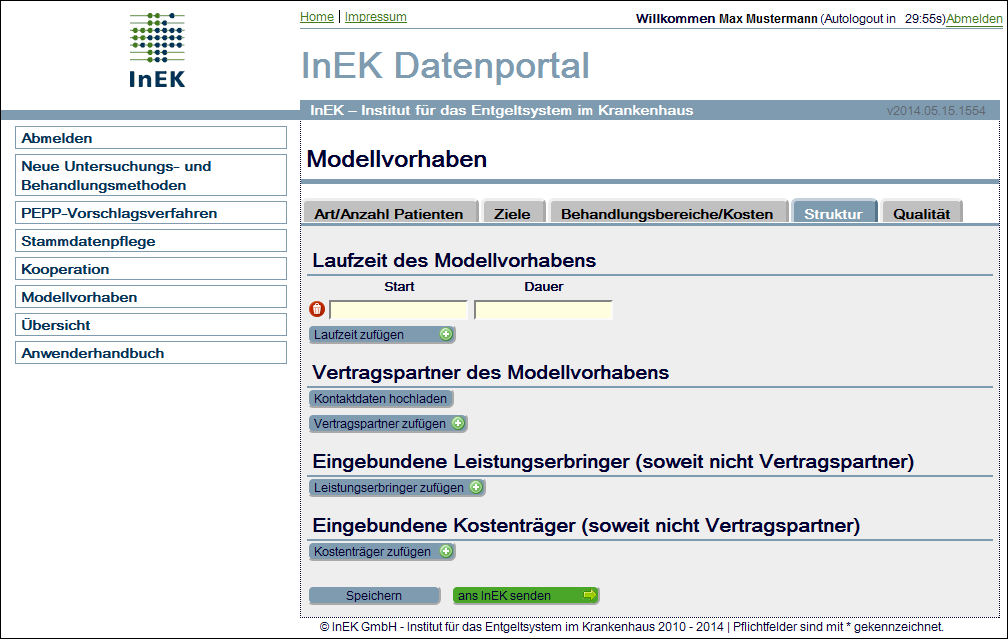 InEK
Home | Impressum
Willkommen Max Mustermann (Autologout in 29:55s)Abmelden
InEK Datenportal
InEK – Institut für das Entgeltsystem im Krankenhaus v2014.05.15.1554
Abmelden
Neue Untersuchungs- und
Behandlungsmethoden
PEPP-Vorschlagsverfahren
Stammdatenpflege
Kooperation
Modellvorhaben
Übersicht
Anwenderhandbuch
Modellvorhaben
Art/Anzahl Patienten Ziele Behandlungsbereiche/Kosten Struktur Qualität
Laufzeit des Modellvorhabens
Start Dauer
Laufzeit zufügen
Vertragspartner des Modellvorhabens
Kontaktdaten hochladen
Vertragspartner zufügen
Eingebundene Leistungserbringer (soweit nicht Vertragspartner)
Leistungserbringer zufügen
Eingebundene Kostenträger (soweit nicht Vertragspartner)
Kostenträger zufügen
Speichern ans InEK senden
© InEK GmbH - Institut für das Entgeltsystem im Krankenhaus 2010 - 2014 | Pflichtfelder sind mit * gekennzeichnet.